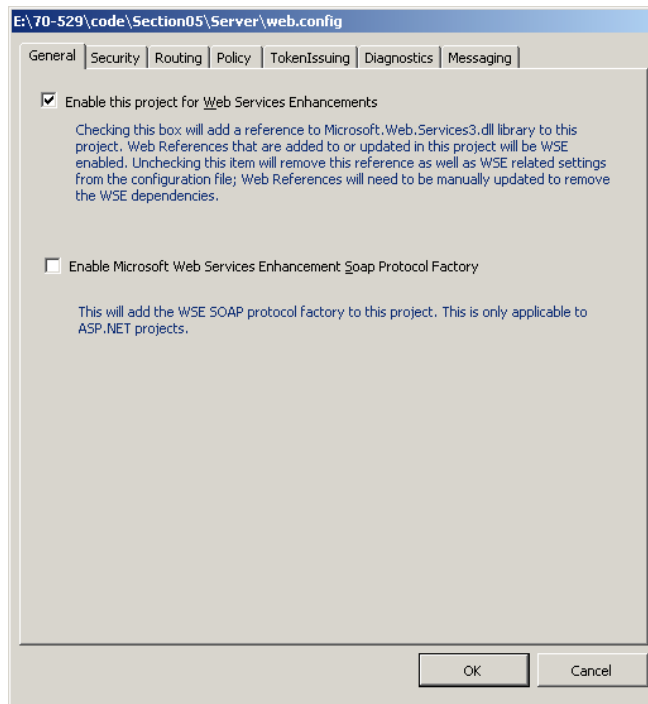 E:\70-529\code\Section05\Server\web.config
General Security Routing Policy TokenIssuing Diagnostics Messaging
Enable this project for Web Services Enhancements
Checking this box will add a reference to Microsoft.Web.Services3.dll library to this
project. Web References that are added to or updated in this project will be WSE
enabled. Unchecking this item will remove this reference as well as WSE related settings
from the configuration file; Web References will need to be manually updated to remove
the WSE dependencies.
Enable Microsoft Web Services Enhancement Soap Protocol Factory
This will add the WSE SOAP protocol factory to this project. This is only applicable to
ASP.NET projects.
OK Cancel